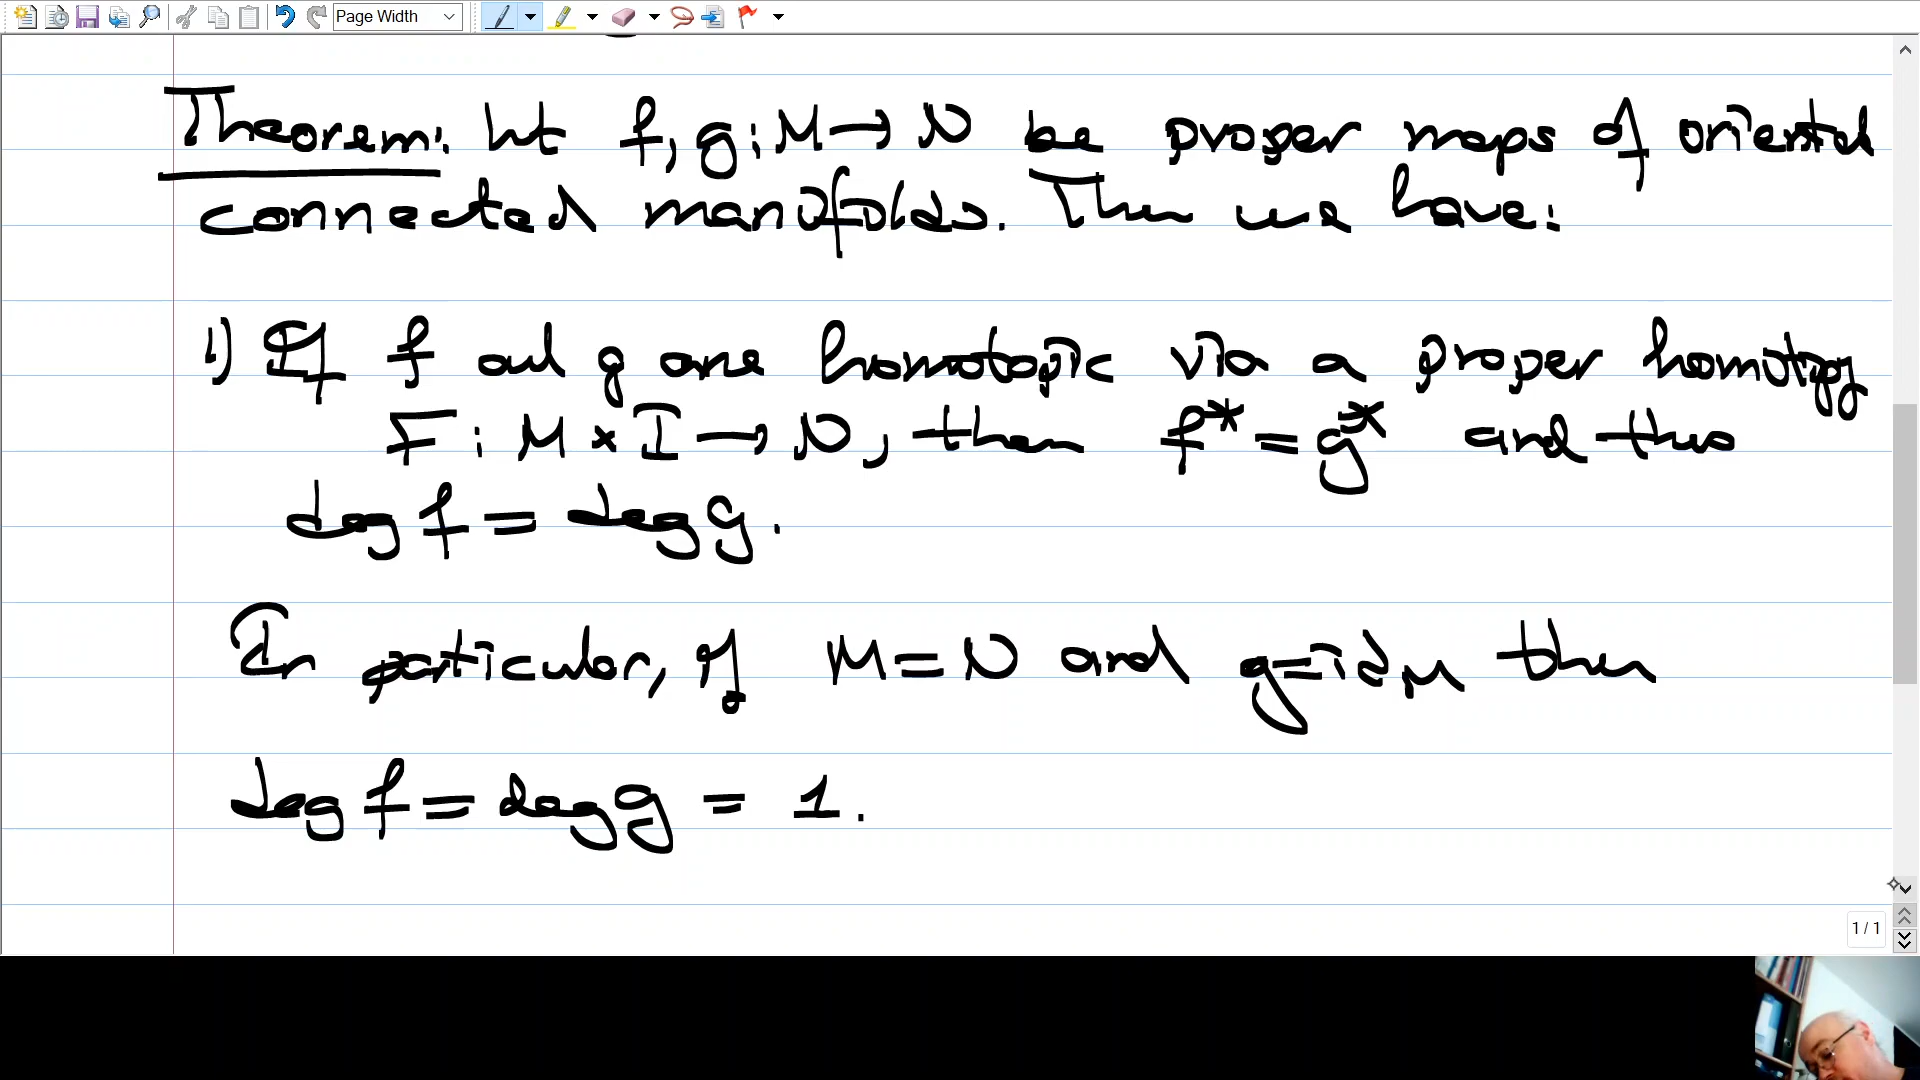 Page Width
Theorem: let f, g : M → N be proper maps of oriented
connected manifolds. Then we have:
1) If f and g are homotopic via a proper homotopy
F : M × I → N, then f* = g* and thus
deg f = deg g.
In particular, if M = N and g = id_M then
deg f = deg g = 1.
1 / 1